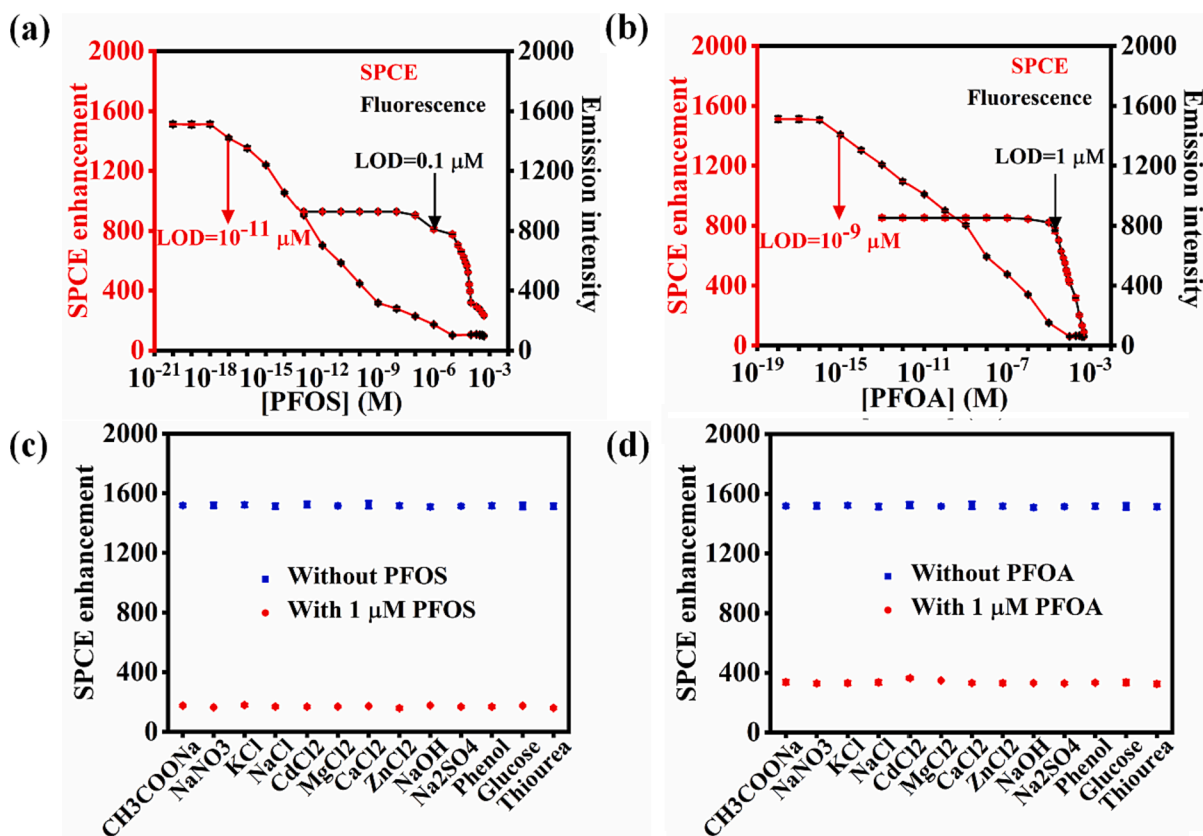 (a)
2000
1600
1200
800
400
0
SPCE enhancement
SPCE
Fluorescence
LOD=0.1 μM
LOD=10-11 μM
2000
1600
1200
800
400
0
Emission intensity
10-21 10-18 10-15 10-12 10-9 10-6 10-3
[PFOS] (M)
(b)
2000
1600
1200
800
400
0
SPCE enhancement
SPCE
Fluorescence
LOD=1 μM
LOD=10-9 μM
2000
1600
1200
800
400
0
Emission intensity
10-19 10-15 10-11 10-7 10-3
[PFOA] (M)
(c)
2000
1600
1200
800
400
0
SPCE enhancement
Without PFOS
With 1 μM PFOS
CH3COONa
NaNO3
KCl
NaCl
CdCl2
MgCl2
CaCl2
ZnCl2
NaOH
Na2SO4
Phenol
Glucose
Thiourea
(d)
2000
1600
1200
800
400
0
SPCE enhancement
Without PFOA
With 1 μM PFOA
CH3COONa
NaNO3
KCl
NaCl
CdCl2
MgCl2
CaCl2
ZnCl2
NaOH
Na2SO4
Phenol
Glucose
Thiourea